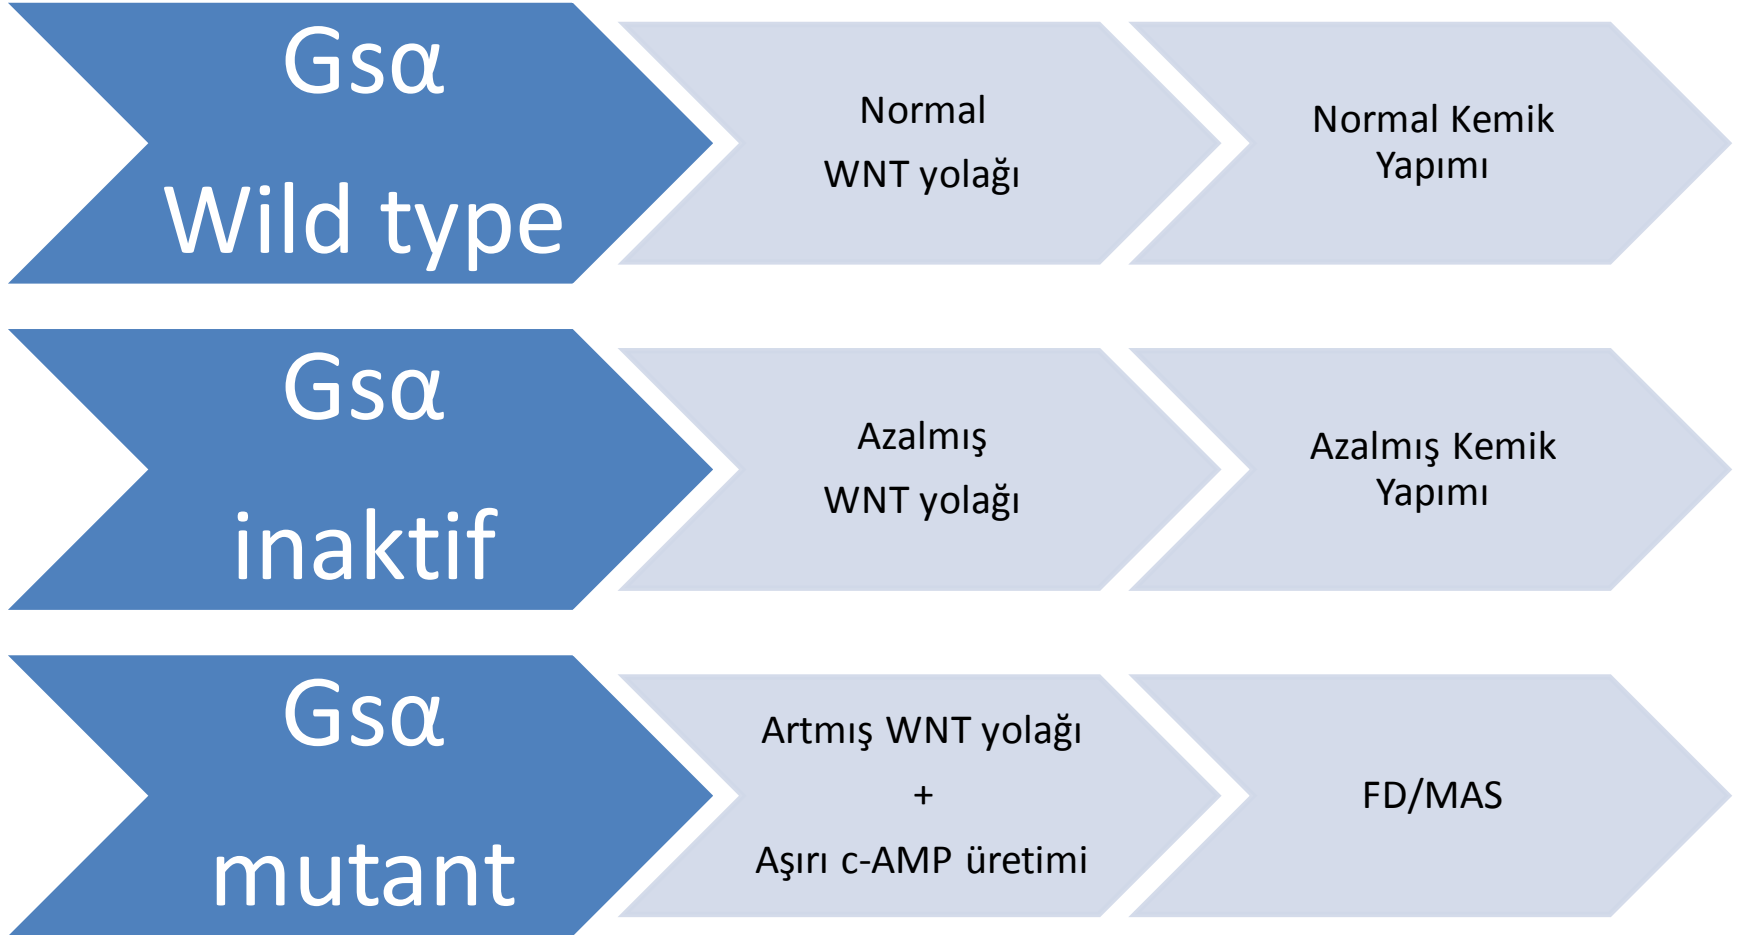 Gsα
Wild type
Normal
WNT yolağı
Normal Kemik
Yapımı
Gsα
inaktif
Azalmış
WNT yolağı
Azalmış Kemik
Yapımı
Gsα
mutant
Artmış WNT yolağı
+
Aşırı c-AMP üretimi
FD/MAS